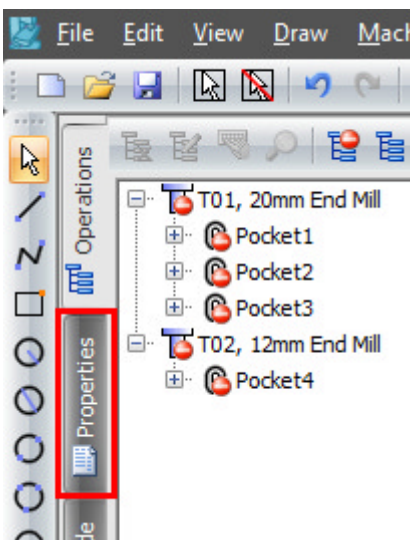 File Edit View Draw
Operations
T01, 20mm End Mill
Pocket1
Pocket2
Pocket3
Properties
T02, 12mm End Mill
Pocket4